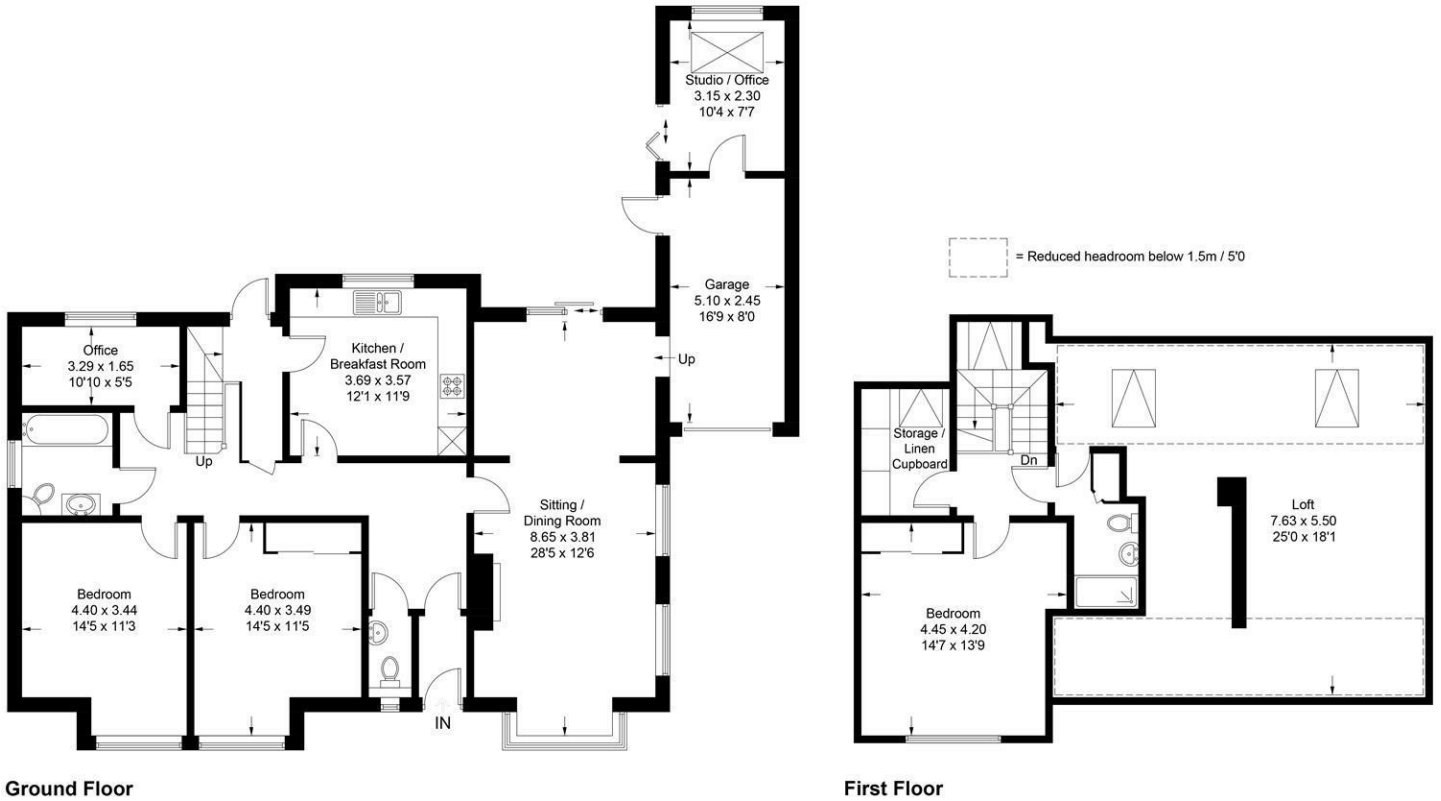 Studio / Office
3.15 x 2.30
10'4 x 7'7
= Reduced headroom below 1.5m / 5'0
Garage
5.10 x 2.45
16'9 x 8'0
Office
3.29 x 1.65
10'10 x 5'5
Kitchen /
Breakfast Room
3.69 x 3.57
12'1 x 11'9
Up
Up
Storage /
Linen
Cupboard
Dn
Sitting /
Dining Room
8.65 x 3.81
28'5 x 12'6
Loft
7.63 x 5.50
25'0 x 18'1
Bedroom
4.40 x 3.44
14'5 x 11'3
Bedroom
4.40 x 3.49
14'5 x 11'5
Bedroom
4.45 x 4.20
14'7 x 13'9
IN
Ground Floor
First Floor